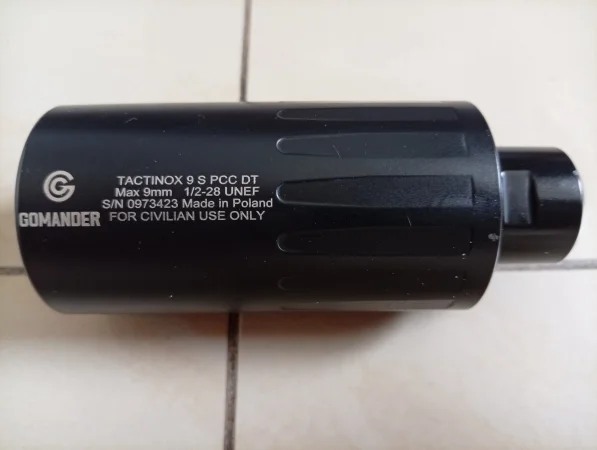 TACTINOX 9 S PCC DT
Max 9mm 1/2-28 UNEF
S/N 0973423 Made in Poland
FOR CIVILIAN USE ONLY
GOMANDER